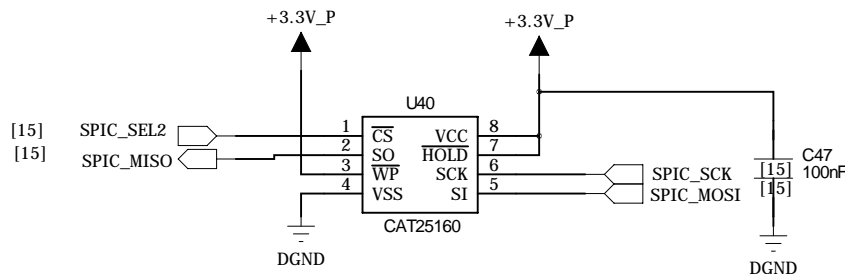 +3.3V_P
+3.3V_P
U40
[15] SPIC_SEL2 1 CS VCC 8
[15] SPIC_MISO 2 SO HOLD 7
3 WP SCK 6 SPIC_SCK [15]
4 VSS SI 5 SPIC_MOSI [15]
C47
100nF
CAT25160
DGND
DGND